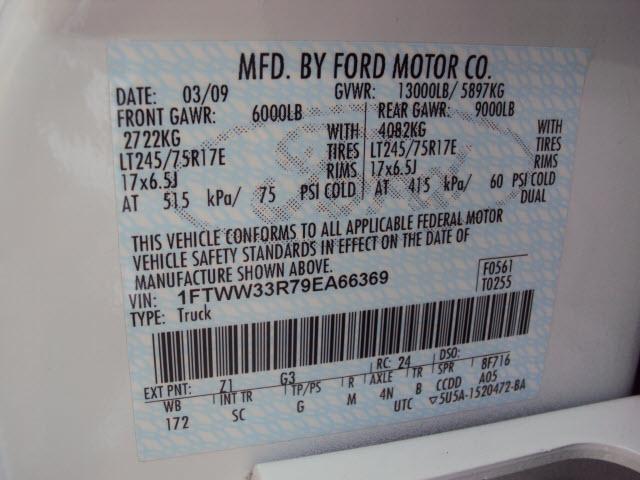 MFD. BY FORD MOTOR CO.
DATE: 03/09 GVWR: 13000LB/ 5897KG
FRONT GAWR: 6000LB REAR GAWR: 9000LB
2722KG WITH 4082KG WITH
LT245/75R17E TIRES LT245/75R17E TIRES
17x6.5J RIMS 17x6.5J RIMS
AT 515 kPa/ 75 PSI COLD AT 415 kPa/ 60 PSI COLD
DUAL
THIS VEHICLE CONFORMS TO ALL APPLICABLE FEDERAL MOTOR
VEHICLE SAFETY STANDARDS IN EFFECT ON THE DATE OF
MANUFACTURE SHOWN ABOVE.
VIN: 1FTWW33R79EA66369 F0561
TYPE: Truck T0255
EXT PNT: Z1 G3 RC: 24 DSO:
WB INT TR TP/PS R AXLE TR SPR 8F716
172 SC G M 4N B CCDD A05
UTC ▽5U5A-1520472-BA